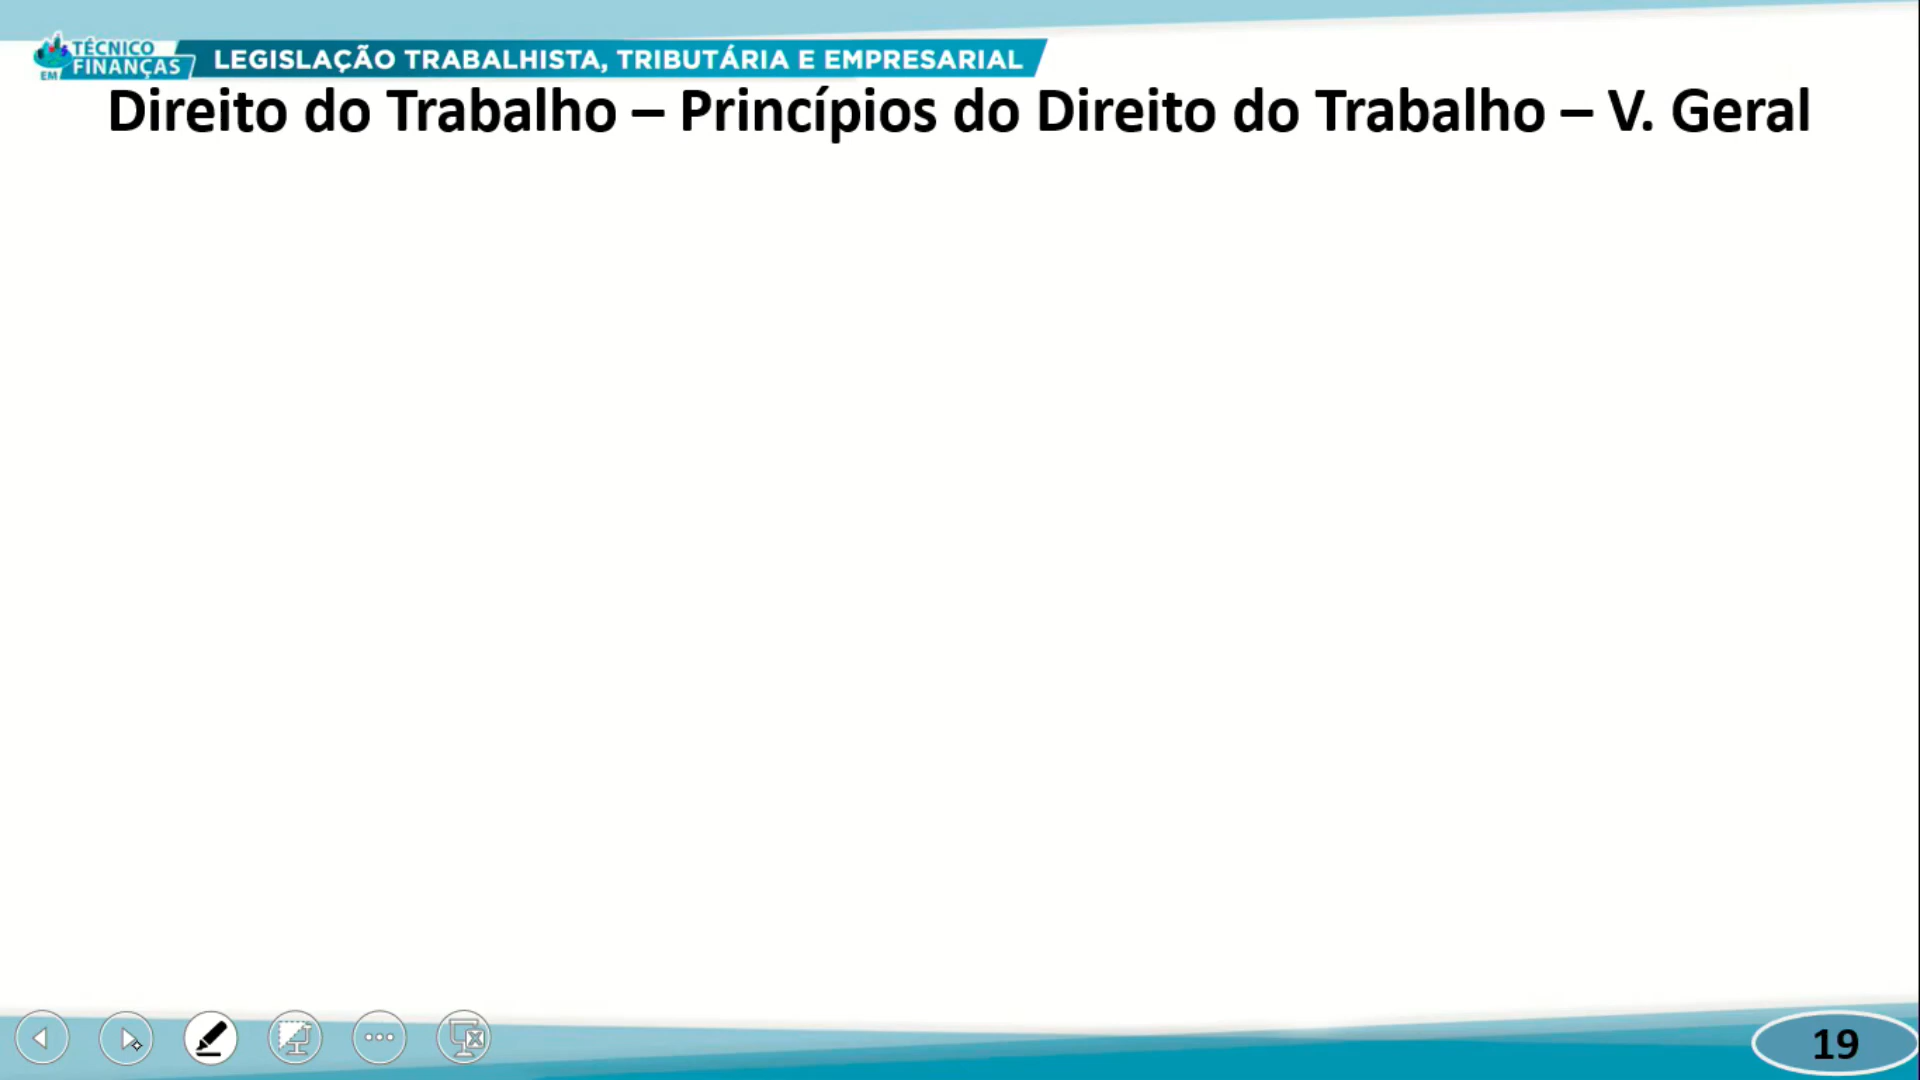 TÉCNICO
EM FINANÇAS
LEGISLAÇÃO TRABALHISTA, TRIBUTÁRIA E EMPRESARIAL
Direito do Trabalho – Princípios do Direito do Trabalho – V. Geral
19